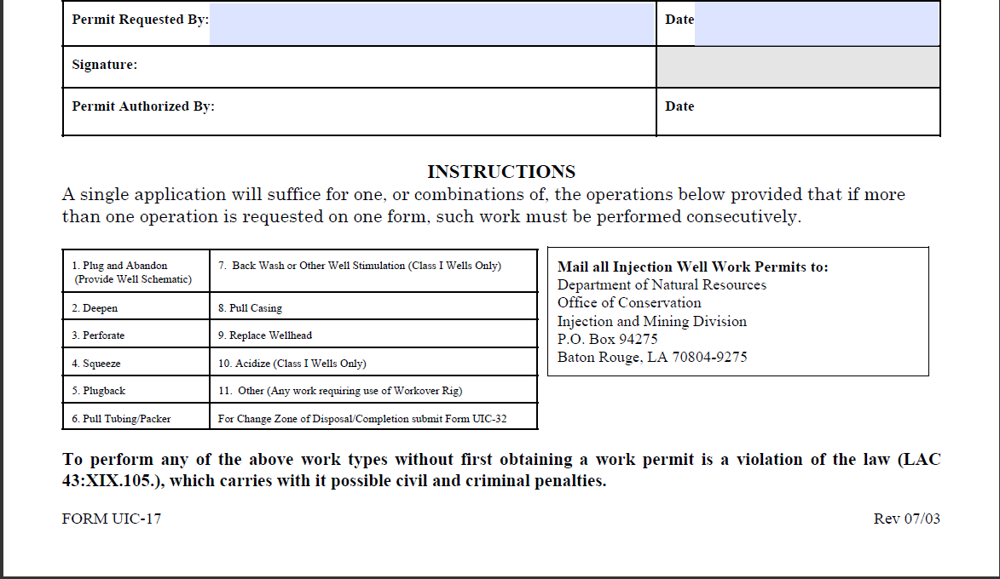 Permit Requested By:
Date
Signature:
Permit Authorized By:
Date
INSTRUCTIONS
A single application will suffice for one, or combinations of, the operations below provided that if more
than one operation is requested on one form, such work must be performed consecutively.
1. Plug and Abandon
(Provide Well Schematic)
7. Back Wash or Other Well Stimulation (Class I Wells Only)
2. Deepen
8. Pull Casing
3. Perforate
9. Replace Wellhead
4. Squeeze
10. Acidize (Class I Wells Only)
5. Plugback
11. Other (Any work requiring use of Workover Rig)
6. Pull Tubing/Packer
For Change Zone of Disposal/Completion submit Form UIC-32
Mail all Injection Well Work Permits to:
Department of Natural Resources
Office of Conservation
Injection and Mining Division
P.O. Box 94275
Baton Rouge, LA 70804-9275
To perform any of the above work types without first obtaining a work permit is a violation of the law (LAC
43:XIX.105.), which carries with it possible civil and criminal penalties.
FORM UIC-17
Rev 07/03